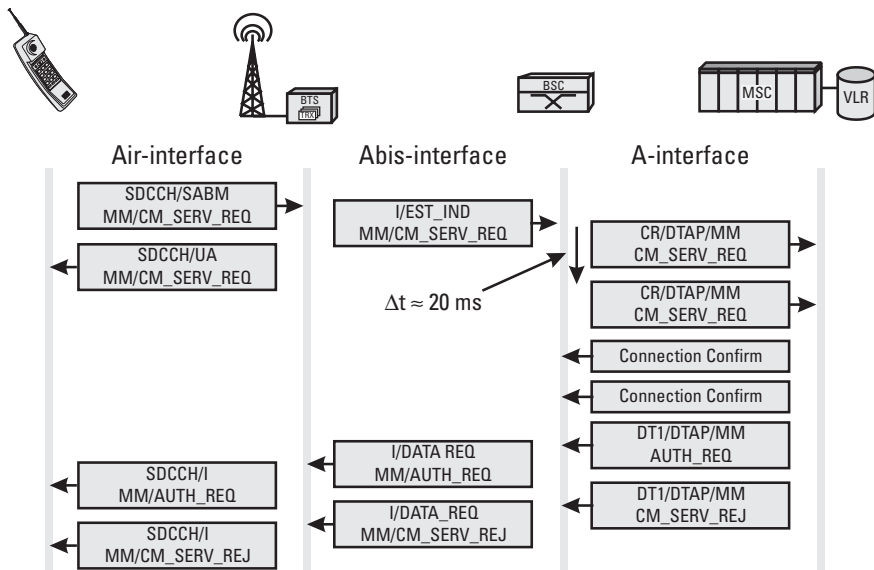 BTS
TRX
BSC
MSC
VLR
Air-interface
Abis-interface
A-interface
SDCCH/SABM
MM/CM_SERV_REQ
I/EST_IND
MM/CM_SERV_REQ
CR/DTAP/MM
CM_SERV_REQ
SDCCH/UA
MM/CM_SERV_REQ
Δt ≈ 20 ms
CR/DTAP/MM
CM_SERV_REQ
Connection Confirm
Connection Confirm
DT1/DTAP/MM
AUTH_REQ
I/DATA REQ
MM/AUTH_REQ
SDCCH/I
MM/AUTH_REQ
DT1/DTAP/MM
CM_SERV_REJ
I/DATA_REQ
MM/CM_SERV_REJ
SDCCH/I
MM/CM_SERV_REJ